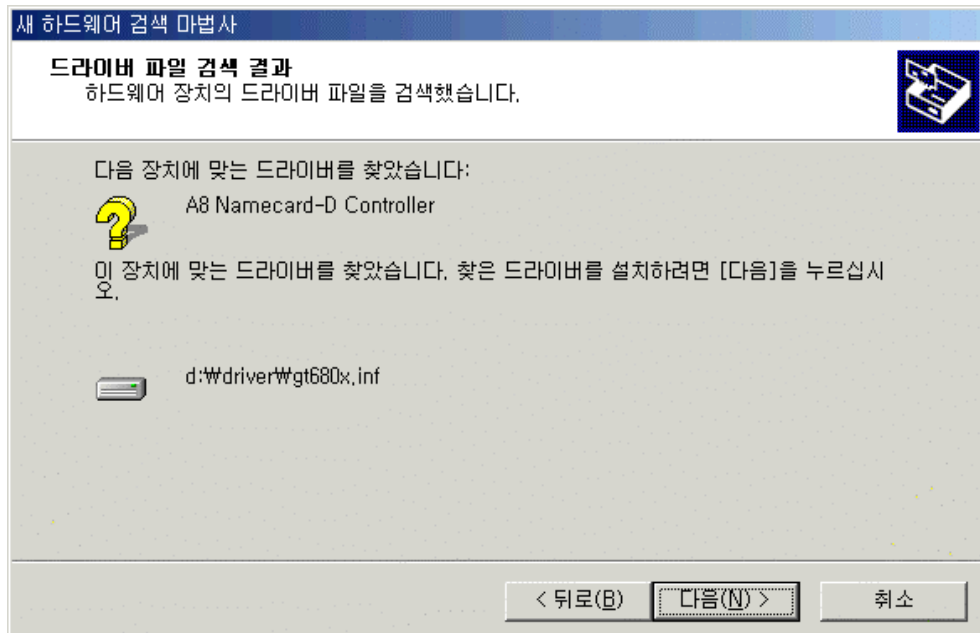 새 하드웨어 검색 마법사
드라이버 파일 검색 결과
하드웨어 장치의 드라이버 파일을 검색했습니다.
다음 장치에 맞는 드라이버를 찾았습니다:
A8 Namecard-D Controller
이 장치에 맞는 드라이버를 찾았습니다. 찾은 드라이버를 설치하려면 [다음]을 누르십시
오.
d:₩driver₩gt680x.inf
< 뒤로(B)
다음(N) >
취소